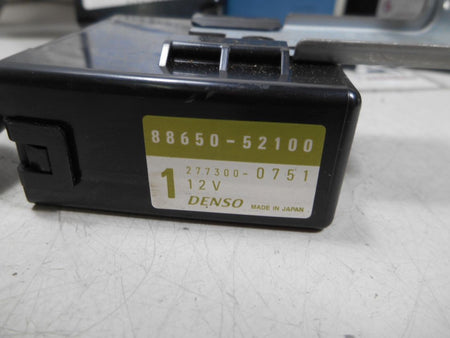 88650-52100
277300-0751
1 12V
DENSO MADE IN JAPAN